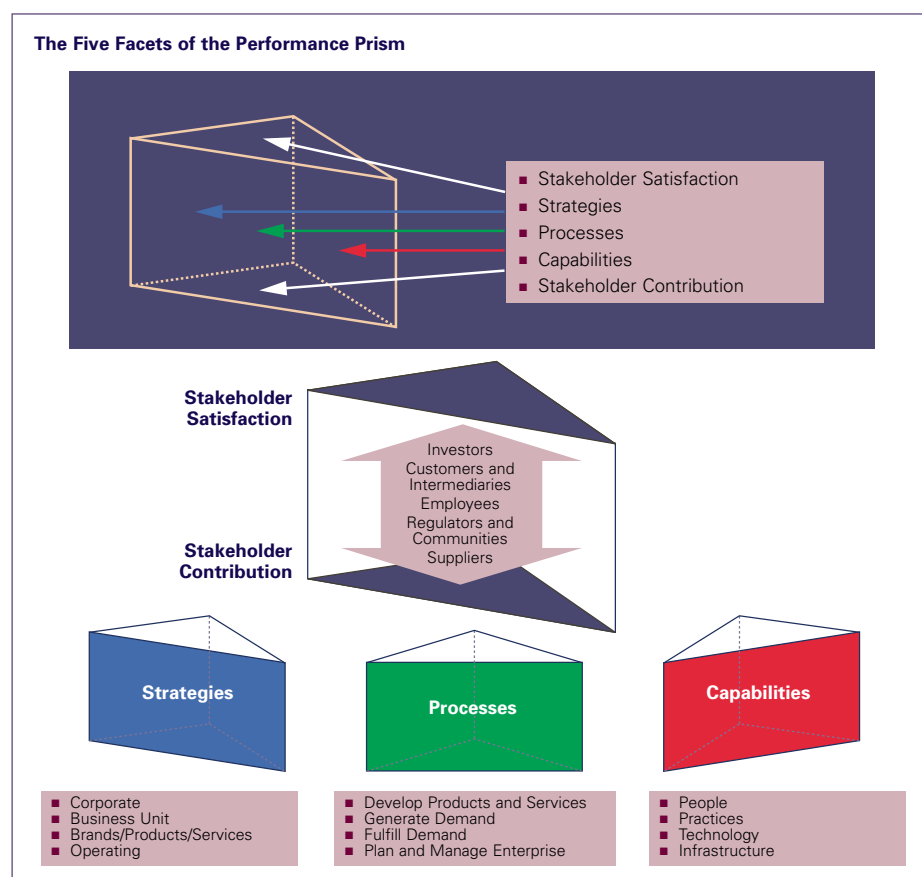 The Five Facets of the Performance Prism
■ Stakeholder Satisfaction
■ Strategies
■ Processes
■ Capabilities
■ Stakeholder Contribution
Stakeholder
Satisfaction
Investors
Customers and
Intermediaries
Employees
Regulators and
Communities
Suppliers
Stakeholder
Contribution
Strategies
Processes
Capabilities
■ Corporate
■ Business Unit
■ Brands/Products/Services
■ Operating
■ Develop Products and Services
■ Generate Demand
■ Fulfill Demand
■ Plan and Manage Enterprise
■ People
■ Practices
■ Technology
■ Infrastructure